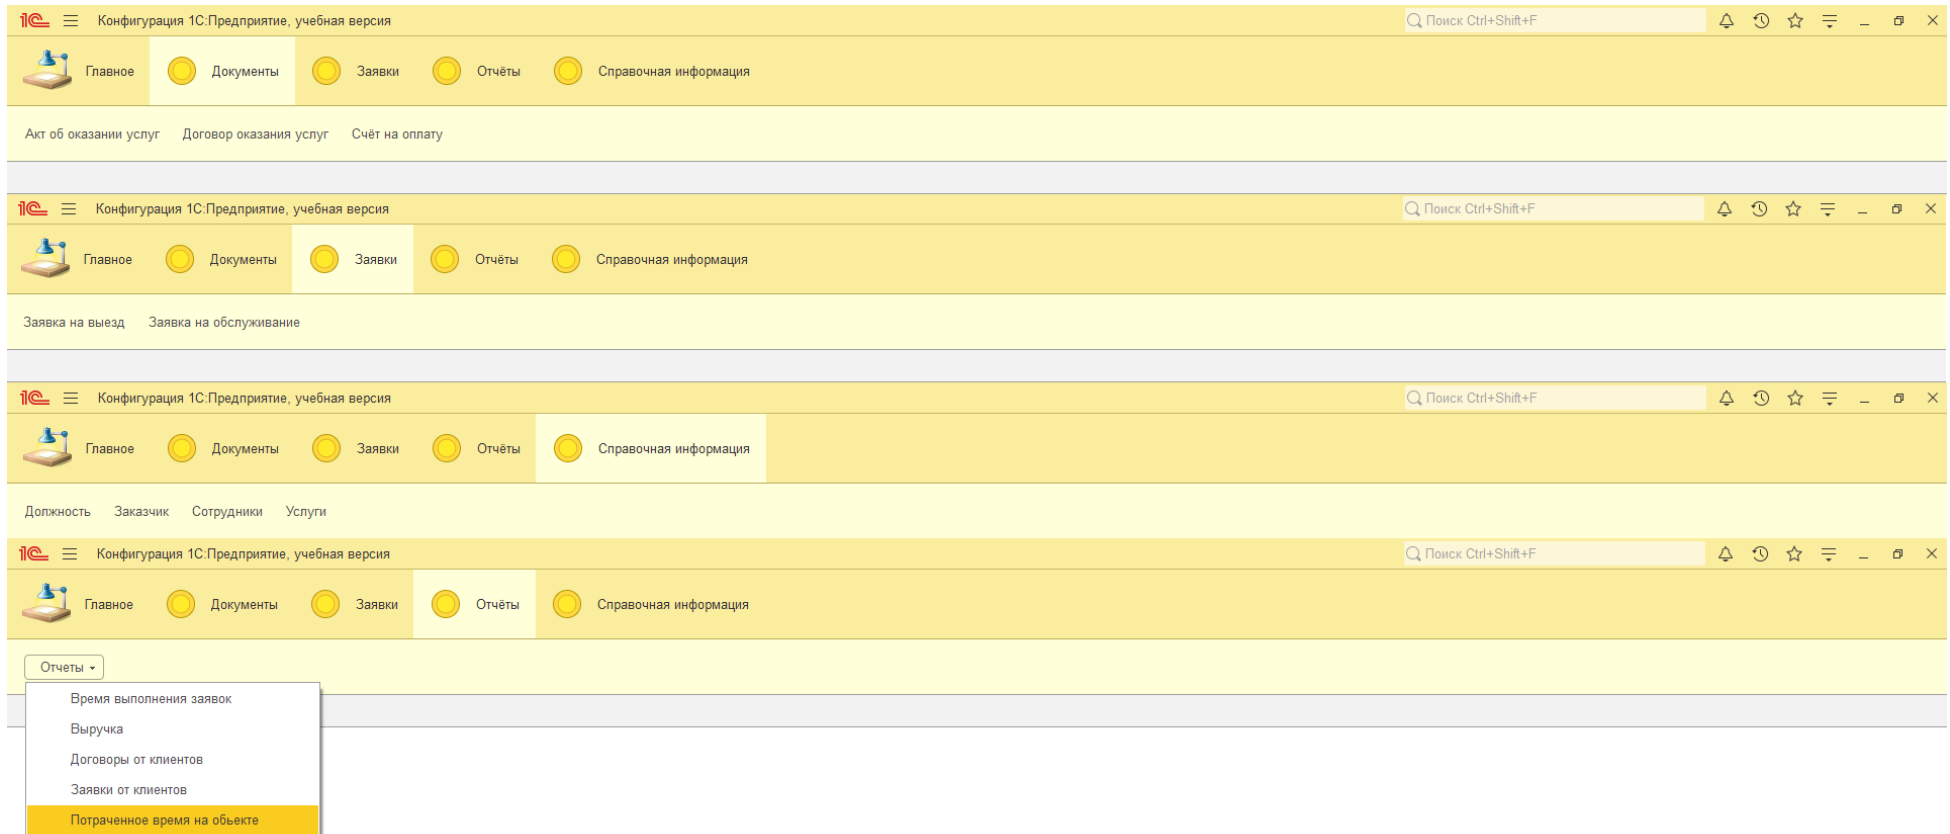 1С Конфигурация 1С:Предприятие, учебная версия Поиск Ctrl+Shift+F
Главное Документы Заявки Отчёты Справочная информация
Акт об оказании услуг Договор оказания услуг Счёт на оплату
1С Конфигурация 1С:Предприятие, учебная версия Поиск Ctrl+Shift+F
Главное Документы Заявки Отчёты Справочная информация
Заявка на выезд Заявка на обслуживание
1С Конфигурация 1С:Предприятие, учебная версия Поиск Ctrl+Shift+F
Главное Документы Заявки Отчёты Справочная информация
Должность Заказчик Сотрудники Услуги
1С Конфигурация 1С:Предприятие, учебная версия Поиск Ctrl+Shift+F
Главное Документы Заявки Отчёты Справочная информация
Отчеты
Время выполнения заявок
Выручка
Договоры от клиентов
Заявки от клиентов
Потраченное время на обьекте